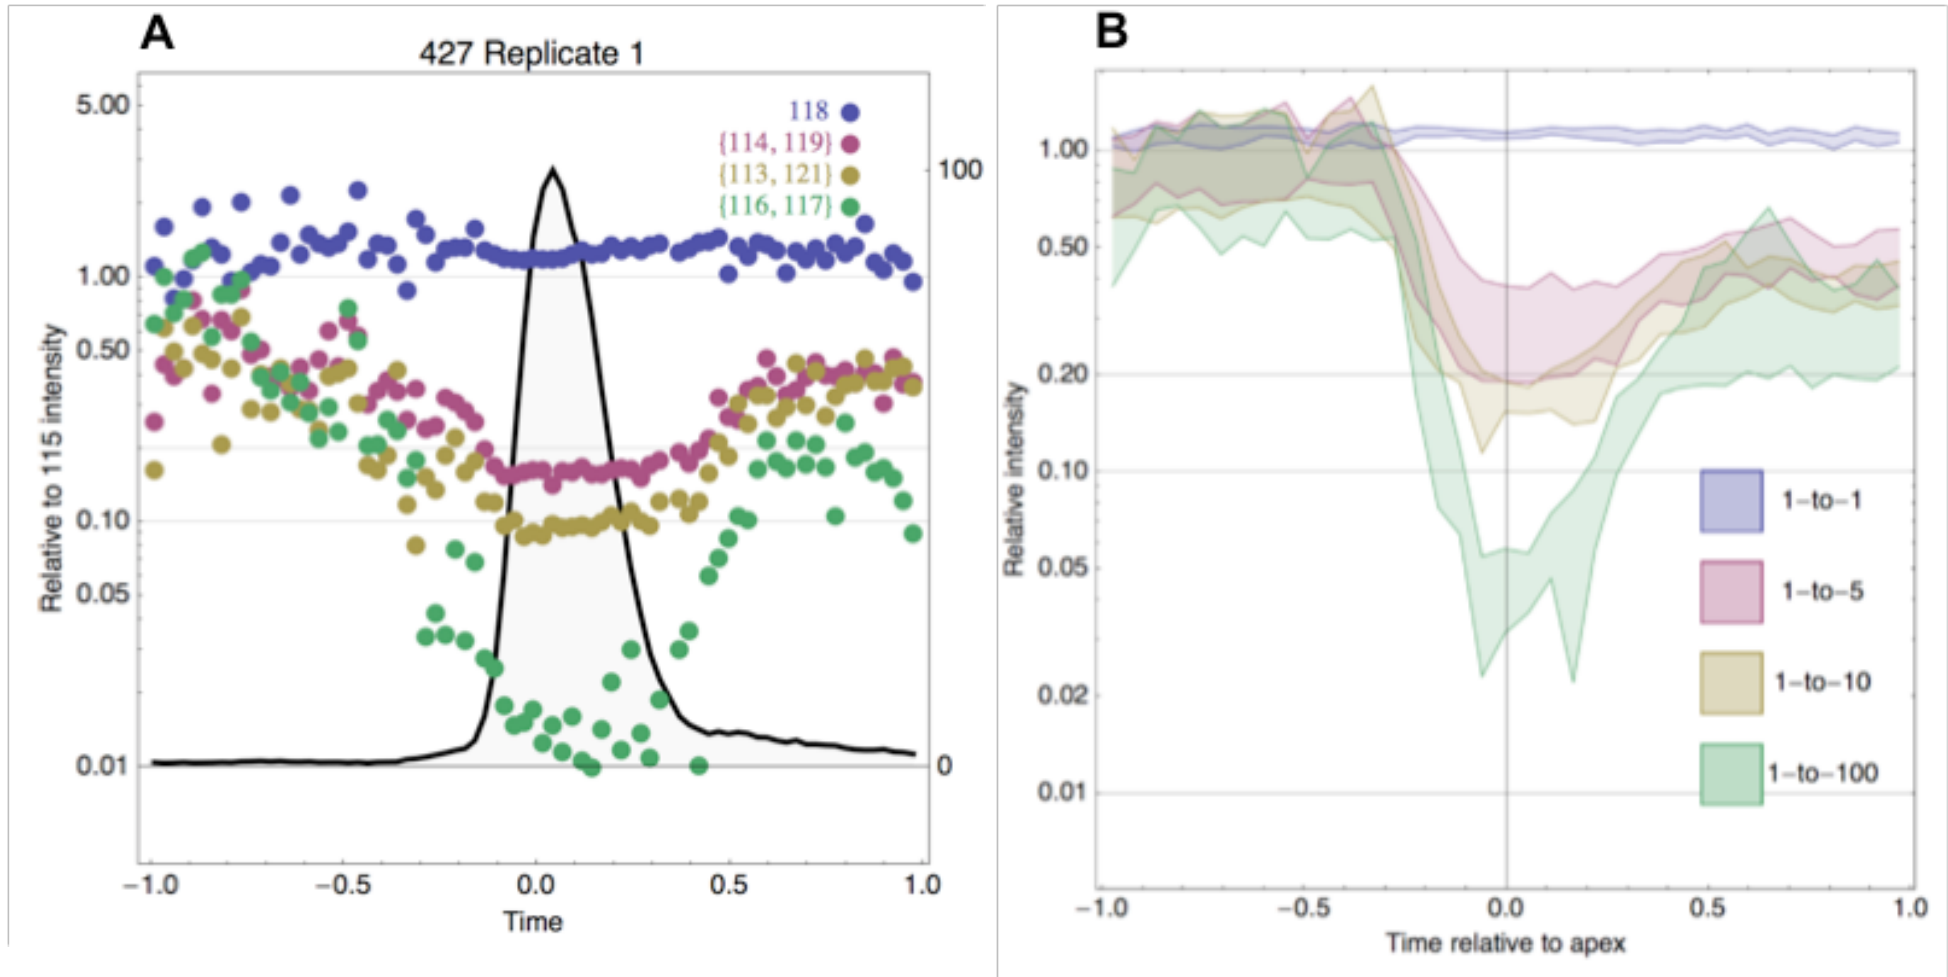 A
427 Replicate 1
5.00
1.00
0.50
0.10
0.05
0.01
Relative to 115 intensity
118
{114, 119}
{113, 121}
{116, 117}
100
0
−1.0 −0.5 0.0 0.5 1.0
Time
B
1.00
0.50
0.20
0.10
0.05
0.02
0.01
Relative intensity
1−to−1
1−to−5
1−to−10
1−to−100
−1.0 −0.5 0.0 0.5 1.0
Time relative to apex